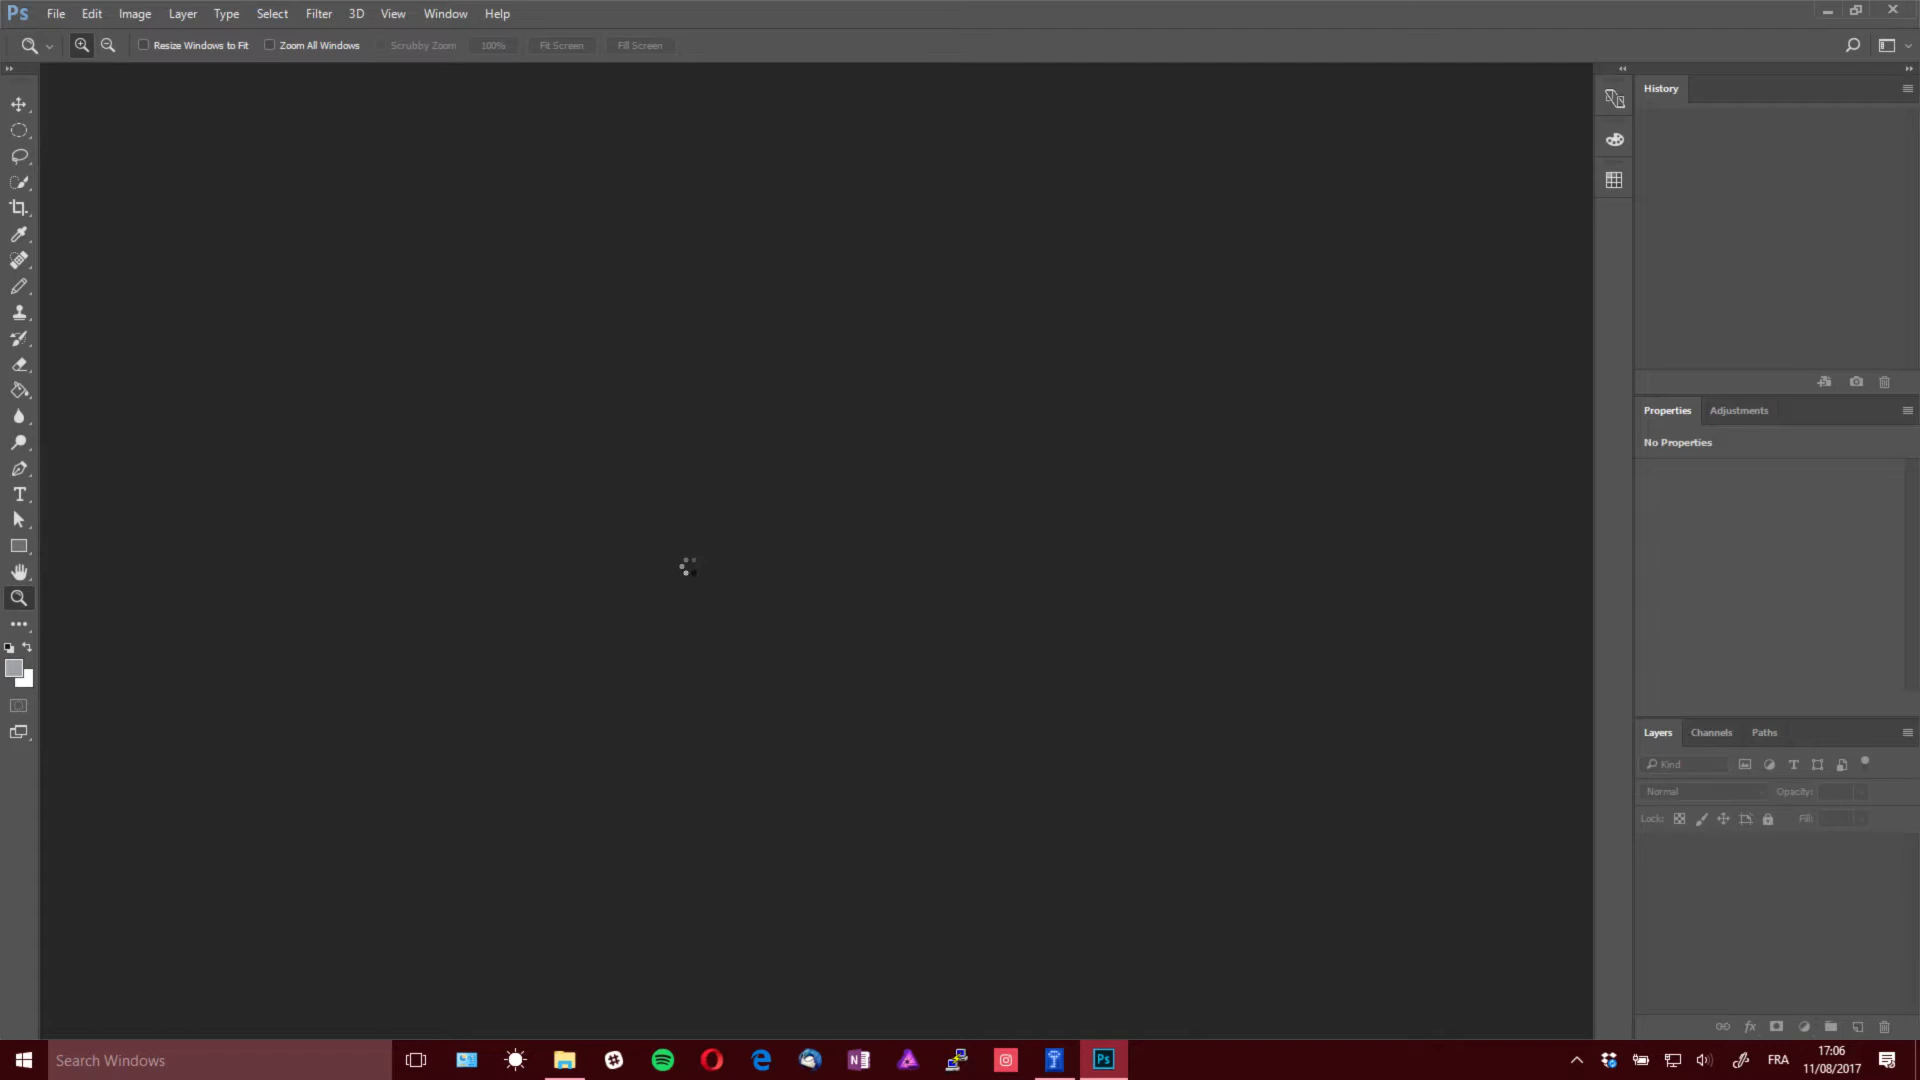 Ps File Edit Image Layer Type Select Filter 3D View Window Help
Resize Windows to Fit Zoom All Windows Scrubby Zoom 100% Fit Screen Fill Screen
History
Properties Adjustments
No Properties
Layers Channels Paths
Kind
Normal Opacity:
Lock: Fill:
Search Windows
N
Ps
FRA
17:06
11/08/2017